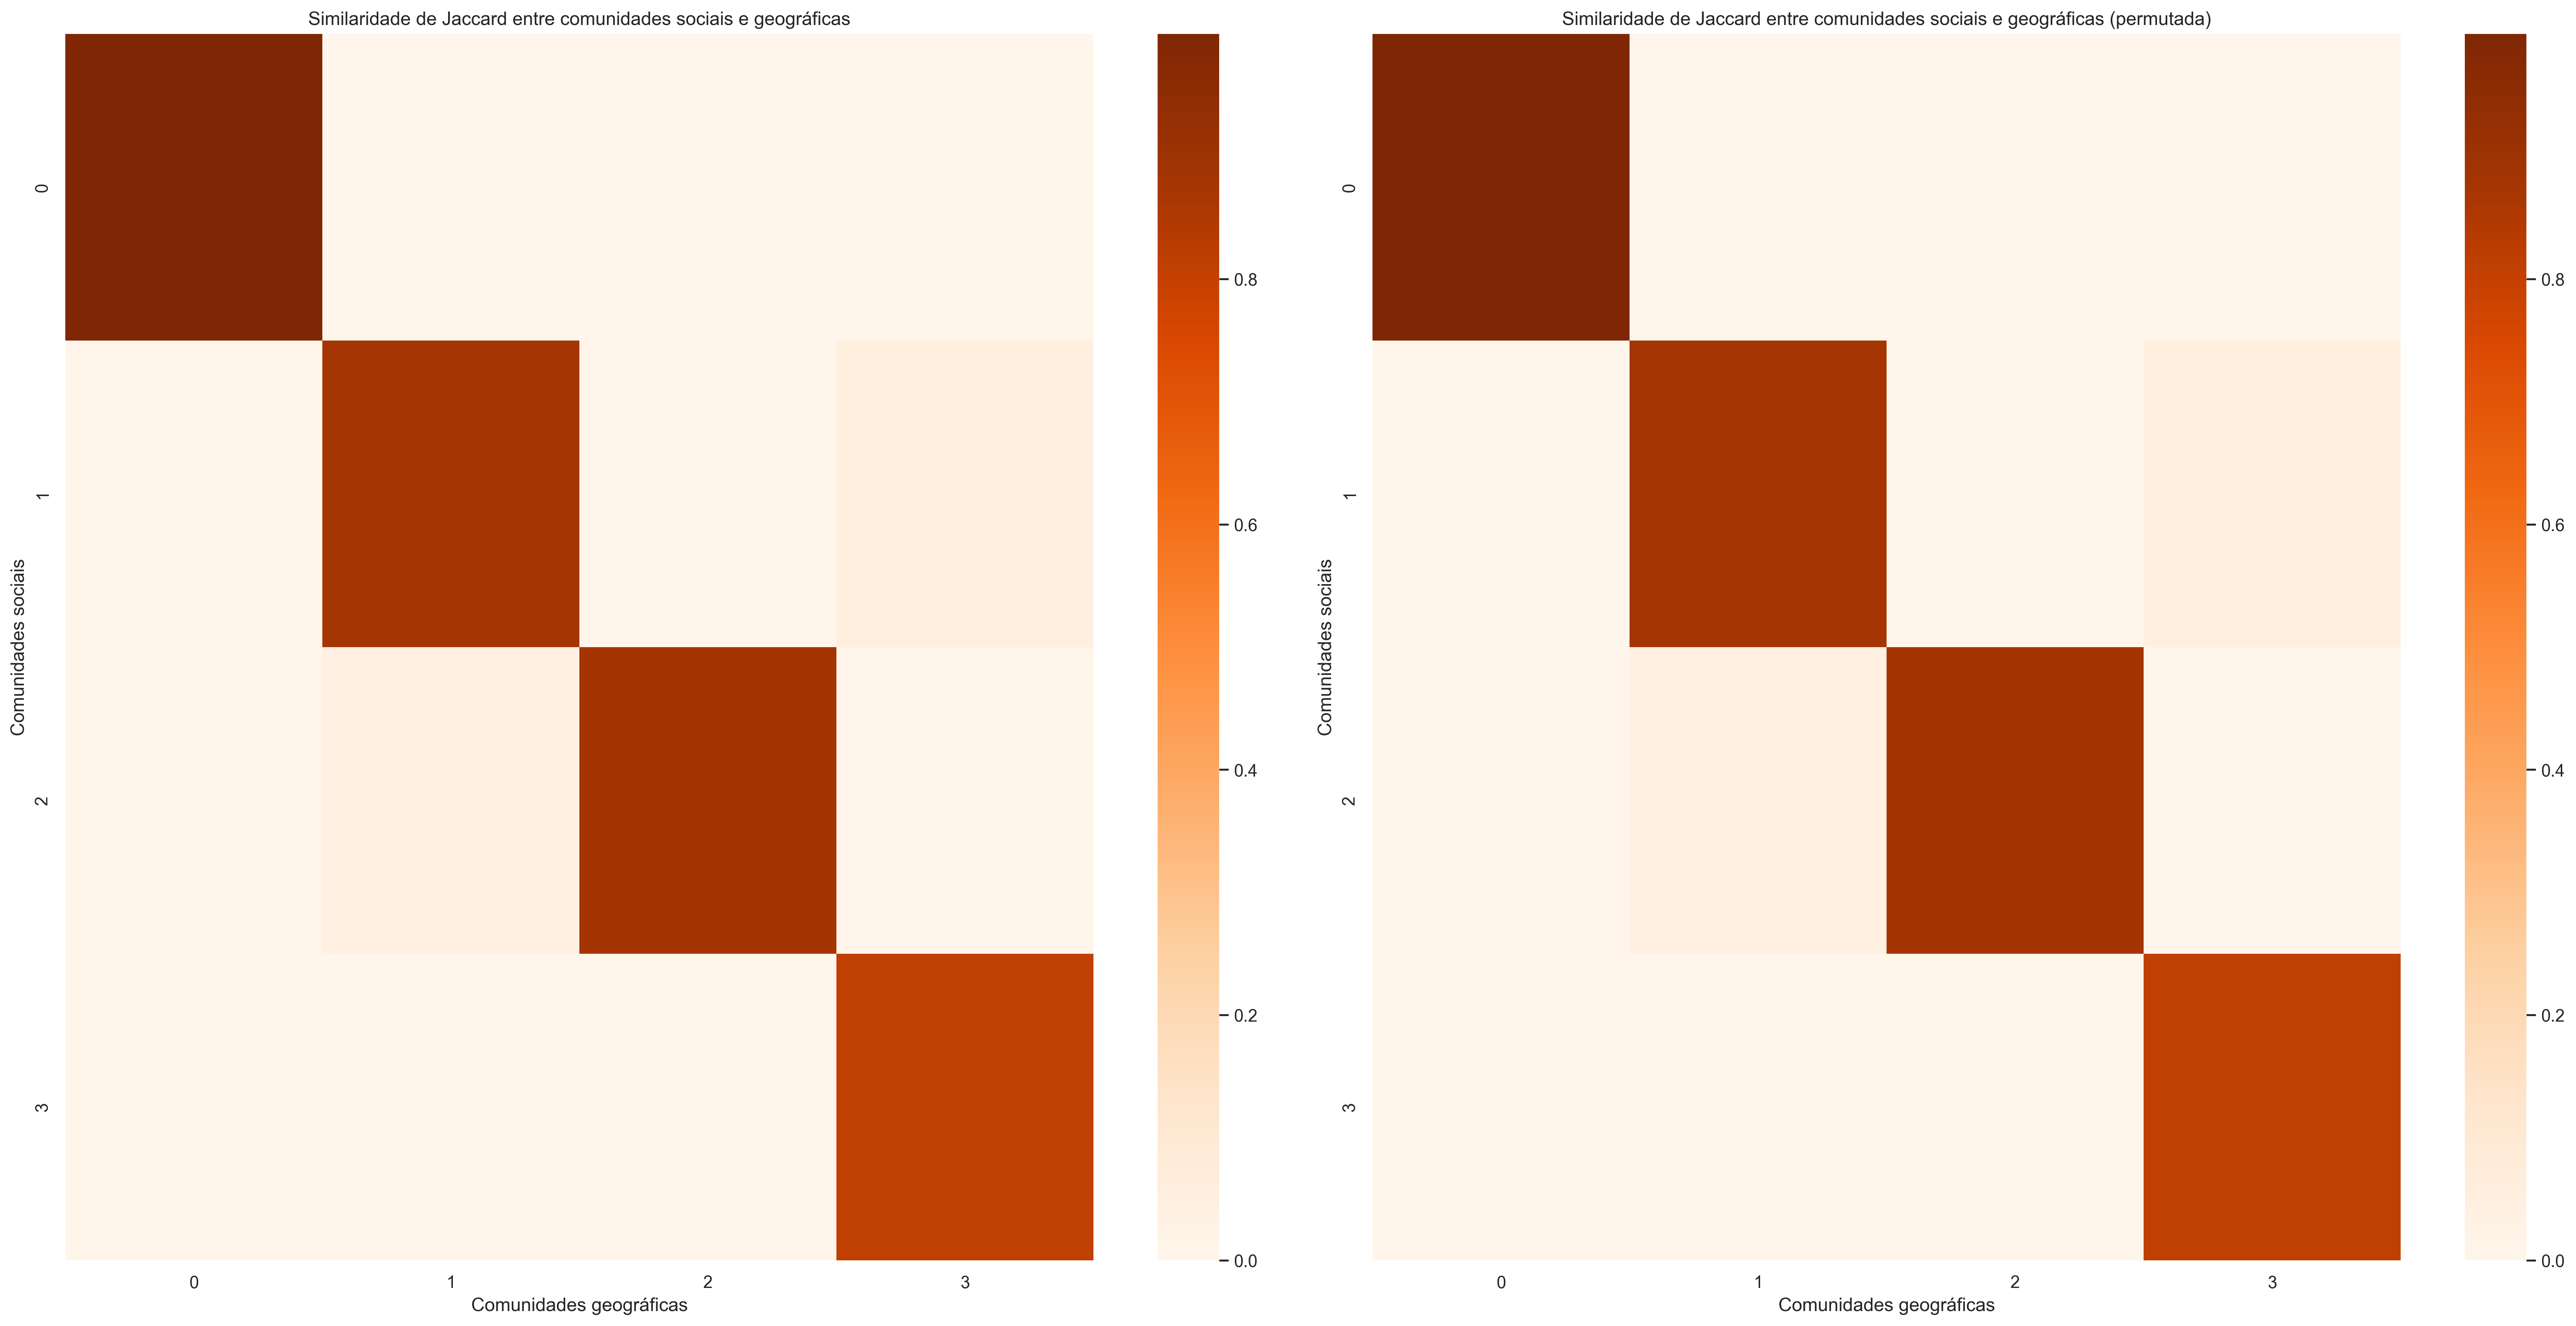 Similaridade de Jaccard entre comunidades sociais e geográficas
Comunidades sociais
0
1
2
3
0 1 2 3
Comunidades geográficas
0.8
0.6
0.4
0.2
0.0
Similaridade de Jaccard entre comunidades sociais e geográficas (permutada)
Comunidades sociais
0
1
2
3
0 1 2 3
Comunidades geográficas
0.8
0.6
0.4
0.2
0.0